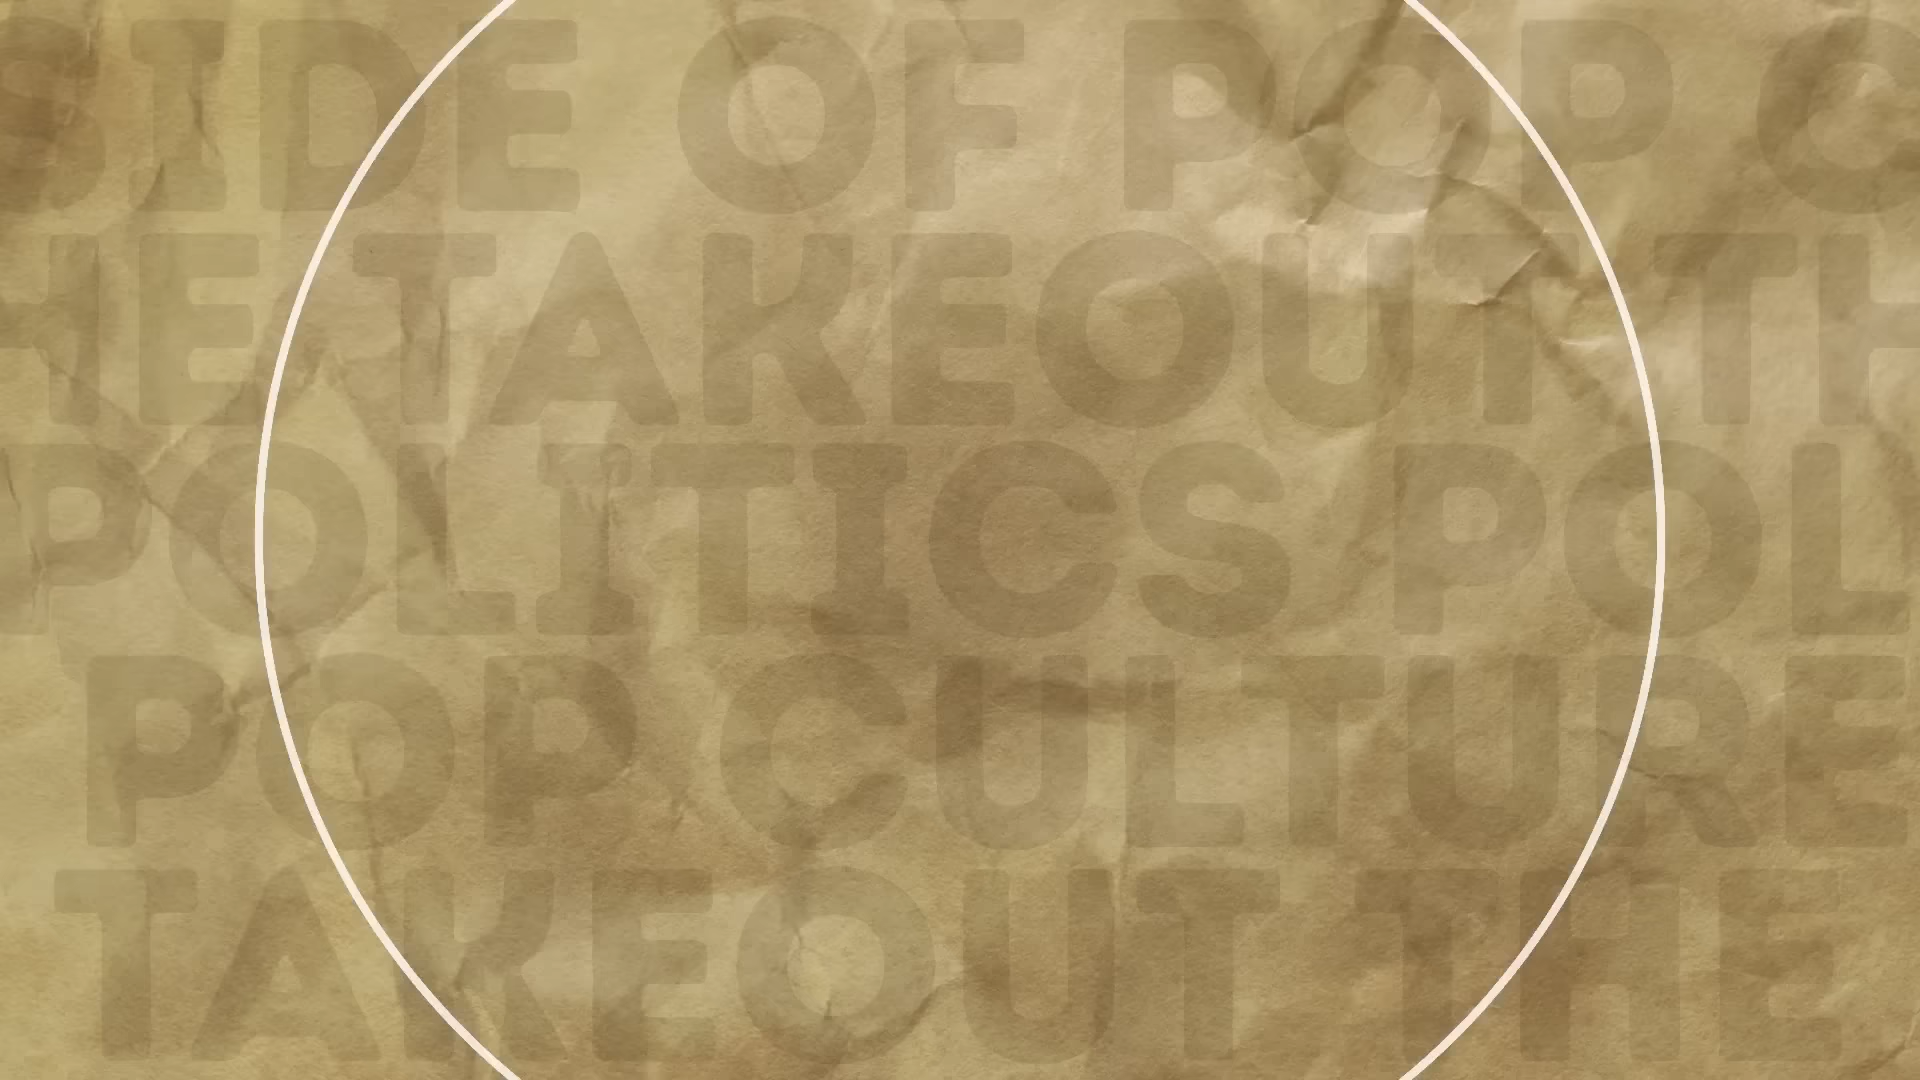 SIDE OF POP C
HE TAKEOUT TH
POLITICS POL
POP CULTURE
TAKEOUT THE